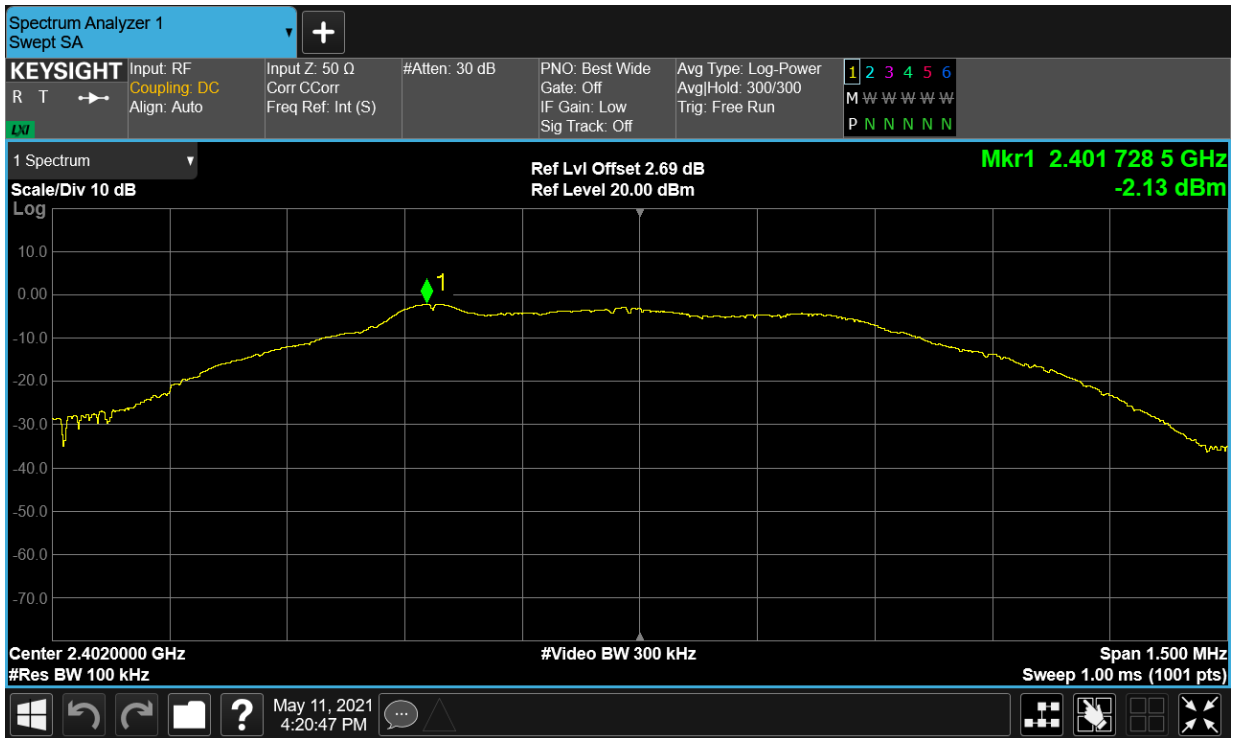 Spectrum Analyzer 1
Swept SA
KEYSIGHT
R T
LXI
Input: RF
Coupling: DC
Align: Auto
Input Z: 50 Ω
Corr CCorr
Freq Ref: Int (S)
#Atten: 30 dB
PNO: Best Wide
Gate: Off
IF Gain: Low
Sig Track: Off
Avg Type: Log-Power
Avg|Hold: 300/300
Trig: Free Run
1 2 3 4 5 6
M W W W W W
P N N N N N
1 Spectrum
Scale/Div 10 dB
Log
Ref Lvl Offset 2.69 dB
Ref Level 20.00 dBm
Mkr1 2.401 728 5 GHz
-2.13 dBm
1
10.0
0.00
-10.0
-20.0
-30.0
-40.0
-50.0
-60.0
-70.0
Center 2.4020000 GHz
#Res BW 100 kHz
#Video BW 300 kHz
Span 1.500 MHz
Sweep 1.00 ms (1001 pts)
?
May 11, 2021
4:20:47 PM